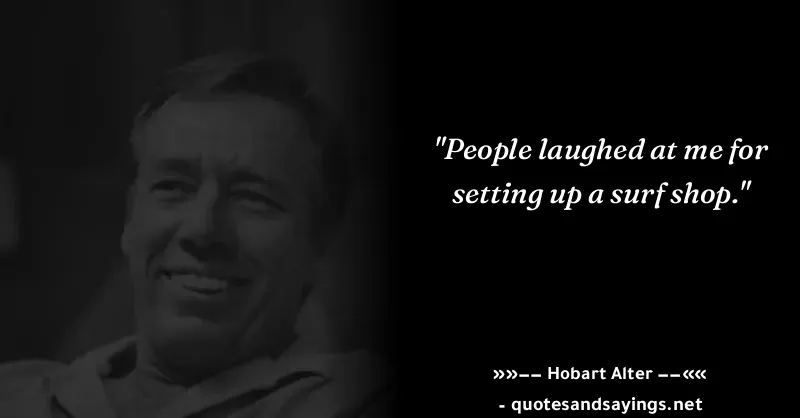 "People laughed at me for
setting up a surf shop."
»»−− Hobart Alter −−««
- quotesandsayings.net